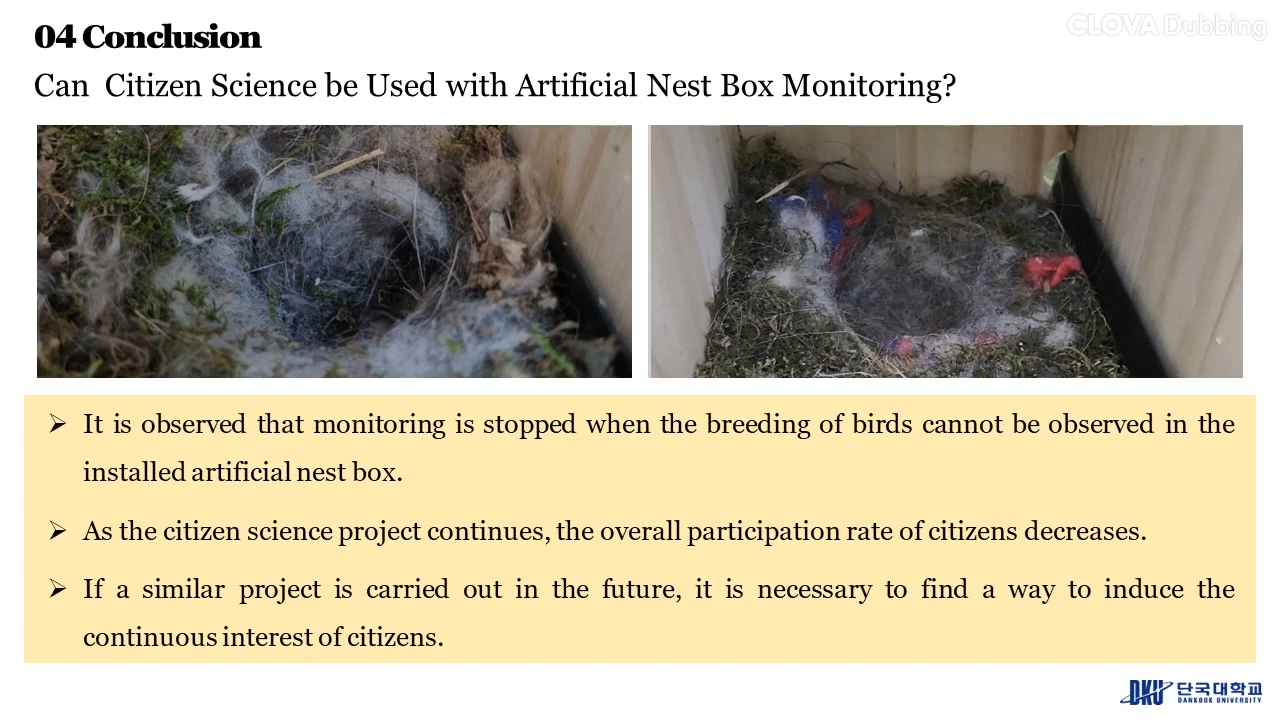 CLOVA Dubbing
04 Conclusion
Can Citizen Science be Used with Artificial Nest Box Monitoring?
➢ It is observed that monitoring is stopped when the breeding of birds cannot be observed in the
installed artificial nest box.
➢ As the citizen science project continues, the overall participation rate of citizens decreases.
➢ If a similar project is carried out in the future, it is necessary to find a way to induce the
continuous interest of citizens.
DKU 단국대학교
DANKOOK UNIVERSITY